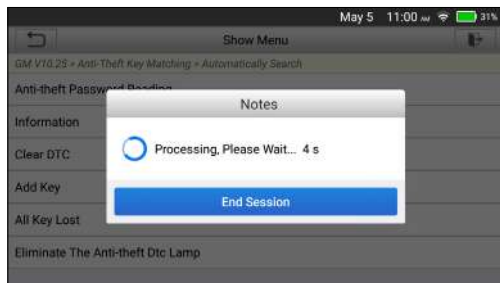 May 5 11:00 AM 31%
Show Menu
GM V10.25 > Anti-Theft Key Matching > Automatically Search
Anti-theft Password Reading
Notes
Information
Processing, Please Wait... 4 s
Clear DTC
Add Key
End Session
All Key Lost
Eliminate The Anti-theft Dtc Lamp